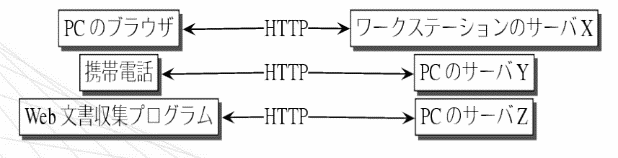 PCのブラウザ HTTP ワークステーションのサーバX
携帯電話 HTTP PCのサーバY
Web文書収集プログラム HTTP PCのサーバZ